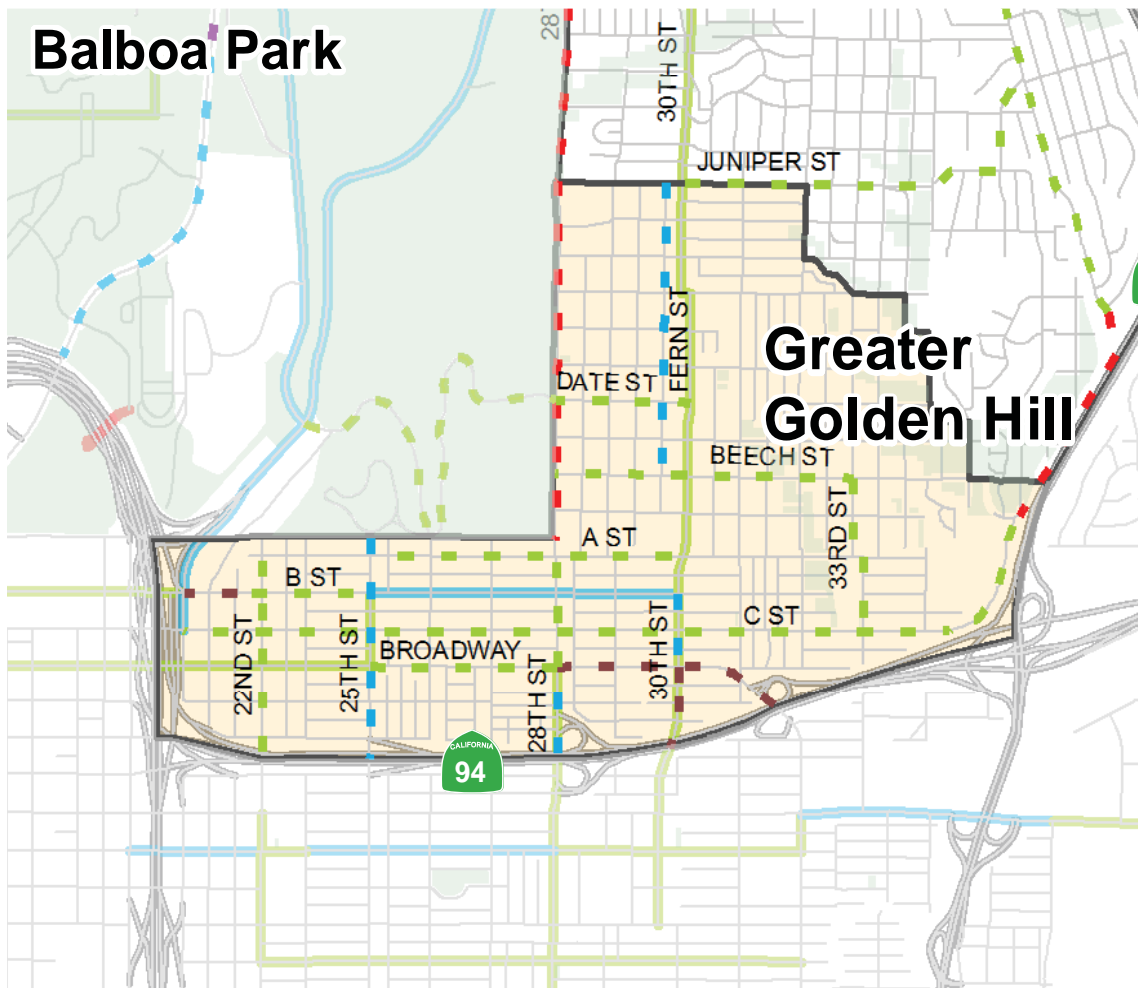 Balboa Park
28
30TH ST
JUNIPER ST
FERN ST
Greater
Golden Hill
DATE ST
BEECH ST
33RD ST
A ST
B ST
C ST
22ND ST
25TH ST
BROADWAY
28TH ST
30TH ST
CALIFORNIA
94